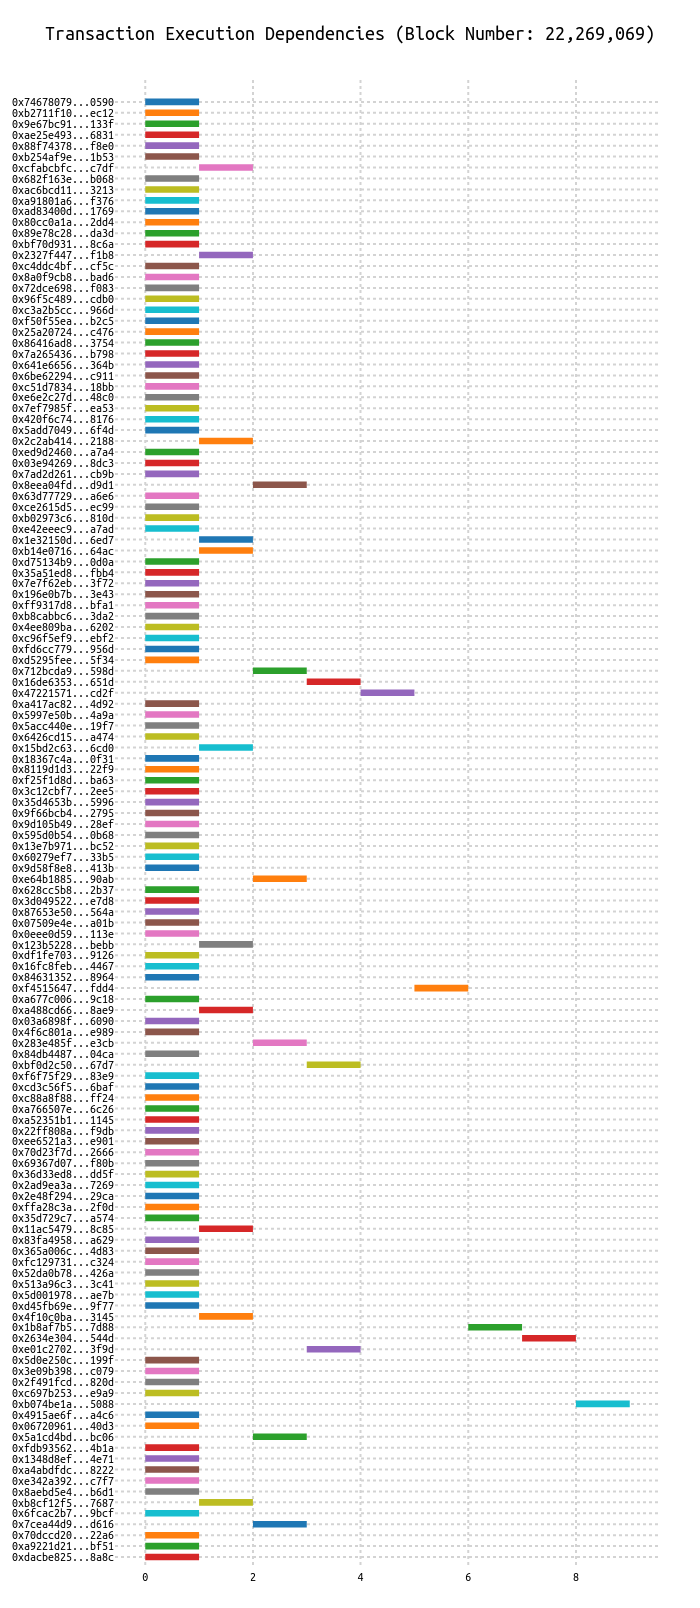 Transaction Execution Dependencies (Block Number: 22,269,069)
0x74678079...0590
0xb2711f10...ec12
0x9e67bc91...133f
0xae25e493...6831
0x88f74378...f8e0
0xb254af9e...1b53
0xcfabcbfc...c7df
0x682f163e...b068
0xac6bcd11...3213
0xa91801a6...f376
0xad83400d...1769
0x80cc0a1a...2dd4
0x89e78c28...da3d
0xbf70d931...8c6a
0x2327f447...f1b8
0xc4ddc4bf...cf5c
0x8a0f9cb8...bad6
0x72dce698...f083
0x96f5c489...cdb0
0xc3a2b5cc...966d
0xf50f55ea...b2c5
0x25a20724...c476
0x86416ad8...3754
0x7a265436...b798
0x641e6656...364b
0x6be62294...c911
0xc51d7834...18bb
0xe6e2c27d...48c0
0x7ef7985f...ea53
0x420f6c74...8176
0x5add7049...6f4d
0x2c2ab414...2188
0xed9d2460...a7a4
0x03e94269...8dc3
0x7ad2d261...cb9b
0x8eea04fd...d9d1
0x63d77729...a6e6
0xce2615d5...ec99
0xb02973c6...810d
0xe42eeec9...a7ad
0x1e32150d...6ed7
0xb14e0716...64ac
0xd75134b9...0d0a
0x35a51ed8...fbb4
0x7e7f62eb...3f72
0x196e0b7b...3e43
0xff9317d8...bfa1
0xb8cabbc6...3da2
0x4ee809ba...6202
0xc96f5ef9...ebf2
0xfd6cc779...956d
0xd5295fee...5f34
0x712bcda9...598d
0x16de6353...651d
0x47221571...cd2f
0xa417ac82...4d92
0x5997e50b...4a9a
0x5acc440e...19f7
0x6426cd15...a474
0x15bd2c63...6cd0
0x18367c4a...0f31
0x8119d1d3...22f9
0xf25f1d8d...ba63
0x3c12cbf7...2ee5
0x35d4653b...5996
0x9f66bcb4...2795
0x9d105b49...28ef
0x595d0b54...0b68
0x13e7b971...bc52
0x60279ef7...33b5
0x9d58f8e8...413b
0xe64b1885...90ab
0x628cc5b8...2b37
0x3d049522...e7d8
0x87653e50...564a
0x07509e4e...a01b
0x0eee0d59...113e
0x123b5228...bebb
0xdf1fe703...9126
0x16fc8feb...4467
0x84631352...8964
0xf4515647...fdd4
0xa677c006...9c18
0xa488cd66...8ae9
0x03a6898f...6090
0x4f6c801a...e989
0x283e485f...e3cb
0x84db4487...04ca
0xbf0d2c50...67d7
0xf6f75f29...83e9
0xcd3c56f5...6baf
0xc88a8f88...ff24
0xa766507e...6c26
0xa52351b1...1145
0x22ff808a...f9db
0xee6521a3...e901
0x70d23f7d...2666
0x69367d07...f80b
0x36d33ed8...dd5f
0x2ad9ea3a...7269
0x2e48f294...29ca
0xffa28c3a...2f0d
0x35d729c7...a574
0x11ac5479...8c85
0x83fa4958...a629
0x365a006c...4d83
0xfc129731...c324
0x52da0b78...426a
0x513a96c3...3c41
0x5d001978...ae7b
0xd45fb69e...9f77
0x4f10c0ba...3145
0x1b8af7b5...7d88
0x2634e304...544d
0xe01c2702...3f9d
0x5d0e250c...199f
0x3e09b398...c079
0x2f491fcd...820d
0xc697b253...e9a9
0xb074be1a...5088
0x4915ae6f...a4c6
0x06720961...40d3
0x5a1cd4bd...bc06
0xfdb93562...4b1a
0x1348d8ef...4e71
0xa4abdfdc...8222
0xe342a392...c7f7
0x8aebd5e4...b6d1
0xb8cf12f5...7687
0x6fcac2b7...9bcf
0x7cea44d9...d616
0x70dccd20...22a6
0xa9221d21...bf51
0xdacbe825...8a8c
0 2 4 6 8